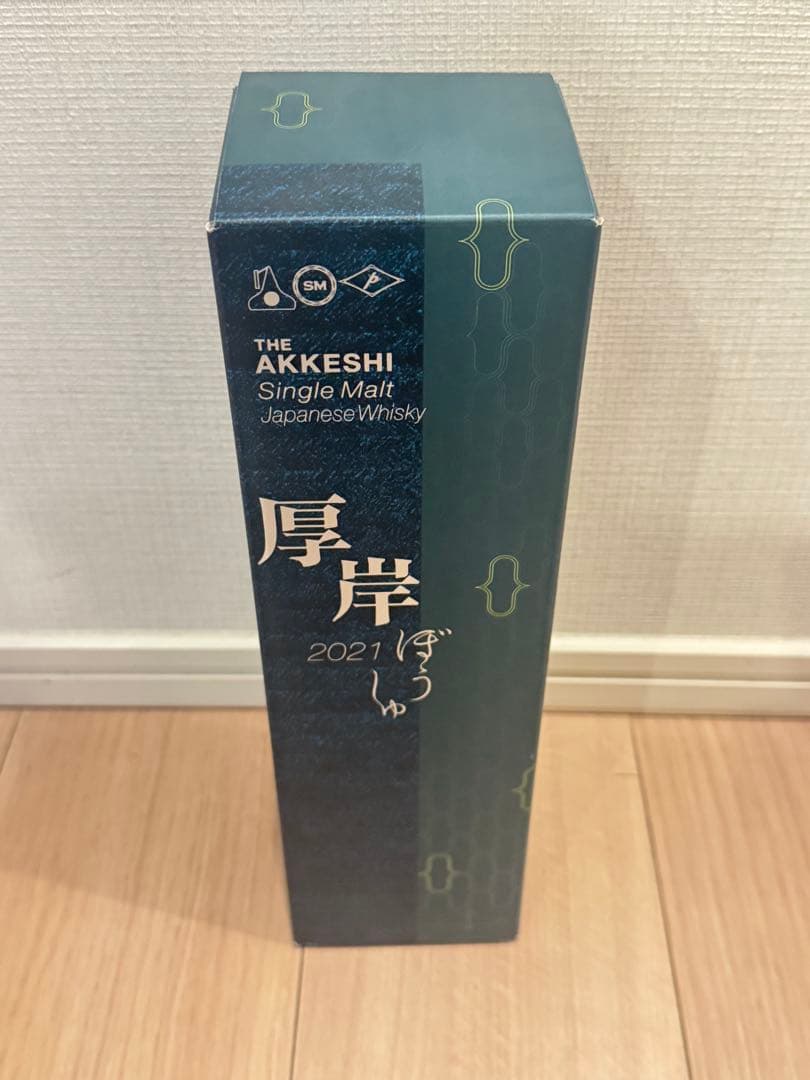 SM
THE
AKKESHI
Single Malt
Japanese Whisky
厚岸
2021 ぼうしゅ